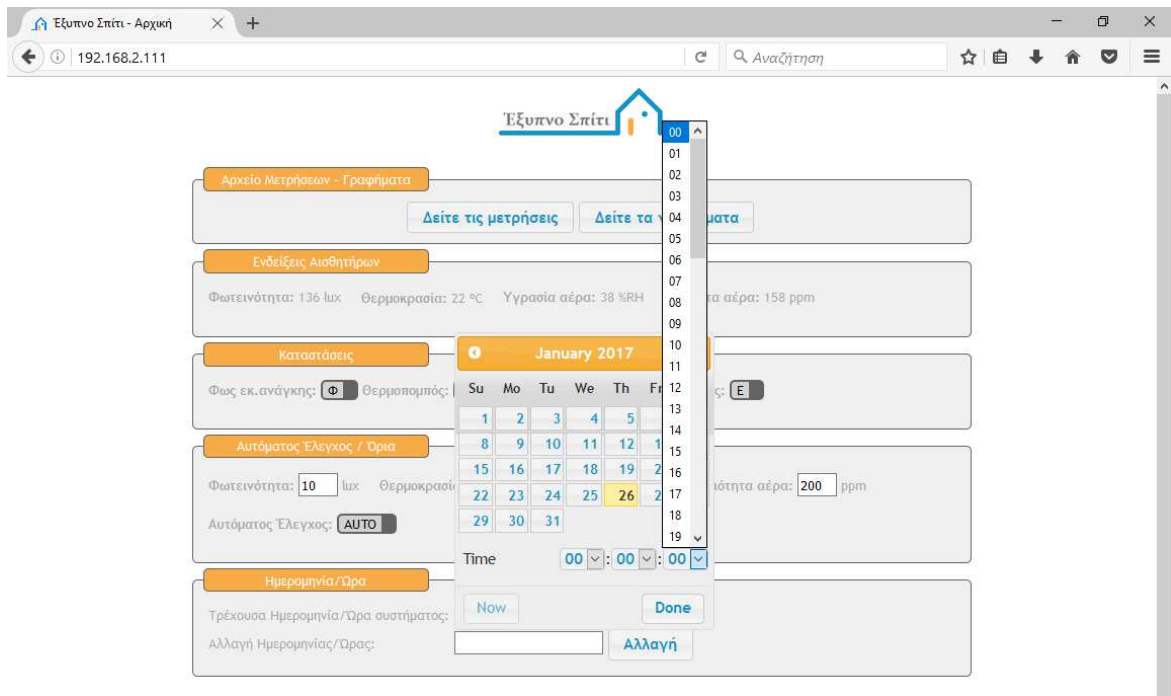 Έξυπνο Σπίτι - Αρχική
192.168.2.111
Αναζήτηση
Έξυπνο Σπίτι
Αρχείο Μετρήσεων - Γραφήματα
Δείτε τις μετρήσεις Δείτε τα
Ενδείξεις Αισθητήρων
Φωτεινότητα: 136 lux Θερμοκρασία: 22 ºC Υγρασία αέρα: 38 %RH αέρα: 158 ppm
Καταστάσεις
Φως εκ.ανάγκης: Φ Θερμοπομπός: E
Αυτόματος Έλεγχος / Όρια
Φωτεινότητα: 10 lux αέρα: 200 ppm
Αυτόματος Έλεγχος: AUTO
Ημερομηνία/Ώρα
Τρέχουσα Ημερομηνία/Ώρα συστήματος:
Αλλαγή Ημερομηνίας/Ώρας: Αλλαγή
January 2017
Su Mo Tu We Th
1 2 3 4 5
8 9 10 11 12
15 16 17 18 19
22 23 24 25 26
29 30 31
Time 00 : 00 : 00
Now Done
00
01
02
03
04
05
06
07
08
09
10
11
12
13
14
15
16
17
18
19